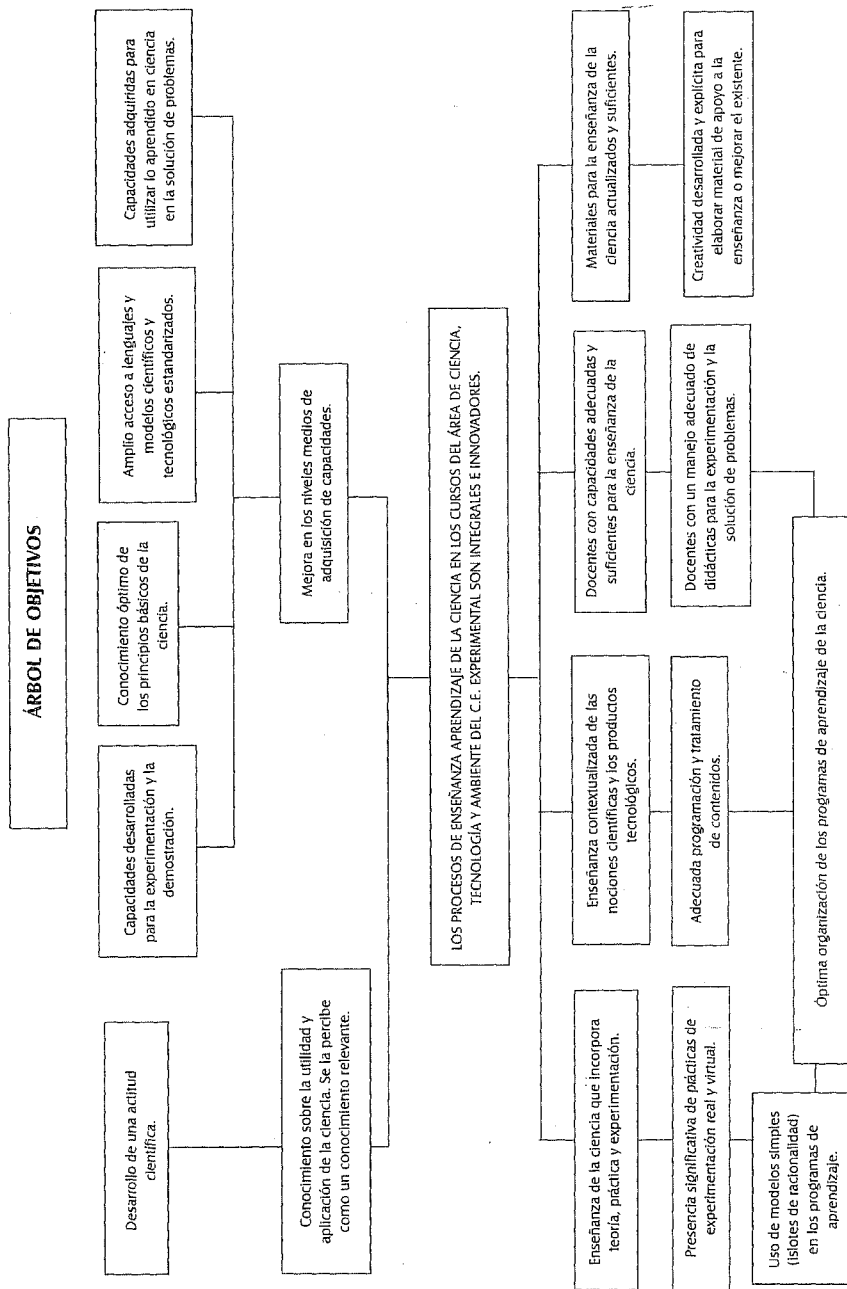 ÁRBOL DE OBJETIVOS
Desarrollo de una actitud
científica.
Capacidades desarrolladas
para la experimentación y la
demostración.
Conocimiento óptimo de
los principios básicos de la
ciencia.
Amplio acceso a lenguajes y
modelos científicos y
tecnológicos estandarizados.
Capacidades adquiridas para
utilizar lo aprendido en ciencia
en la solución de problemas.
Conocimiento sobre la utilidad y
aplicación de la ciencia. Se la percibe
como un conocimiento relevante.
Mejora en los niveles medios de
adquisición de capacidades.
LOS PROCESOS DE ENSEÑANZA APRENDIZAJE DE LA CIENCIA EN LOS CURSOS DEL ÁREA DE CIENCIA,
TECNOLOGÍA Y AMBIENTE DEL C.E. EXPERIMENTAL SON INTEGRALES E INNOVADORES.
Enseñanza de la ciencia que incorpora
teoría, práctica y experimentación.
Enseñanza contextualizada de las
nociones científicas y los productos
tecnológicos.
Docentes con capacidades adecuadas y
suficientes para la enseñanza de la
ciencia.
Materiales para la enseñanza de la
ciencia actualizados y suficientes.
Presencia significativa de prácticas de
experimentación real y virtual.
Adecuada programación y tratamiento
de contenidos.
Docentes con un manejo adecuado de
didácticas para la experimentación y la
solución de problemas.
Creatividad desarrollada y explícita para
elaborar material de apoyo a la
enseñanza o mejorar el existente.
Uso de modelos simples
(islotes de racionalidad)
en los programas de
aprendizaje.
Óptima organización de los programas de aprendizaje de la ciencia.